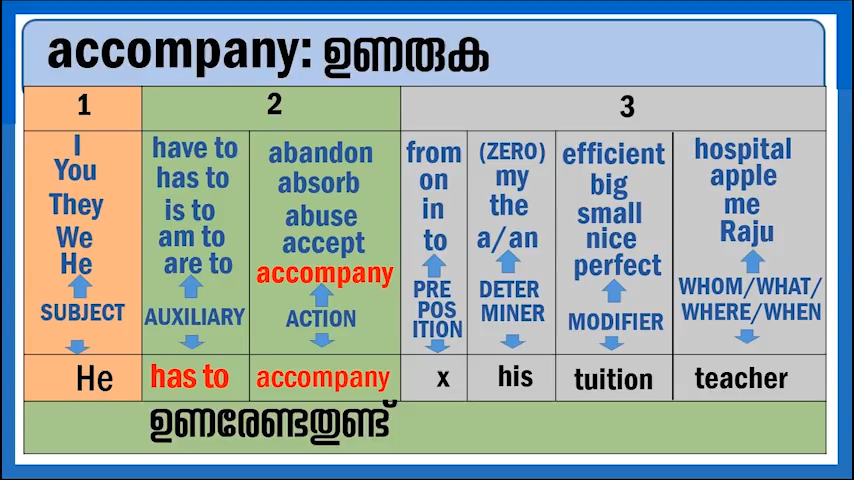 accompany: ഉണരുക
1 2 3
I have to abandon from (ZERO) efficient hospital
You has to absorb on my big apple
They is to abuse in the small me
We am to accept to a/an nice Raju
He are to accompany perfect
SUBJECT AUXILIARY ACTION PRE POS ITION DETER MINER MODIFIER WHOM/WHAT/ WHERE/WHEN
He has to accompany x his tuition teacher
ഉണരേണ്ടതുണ്ട്